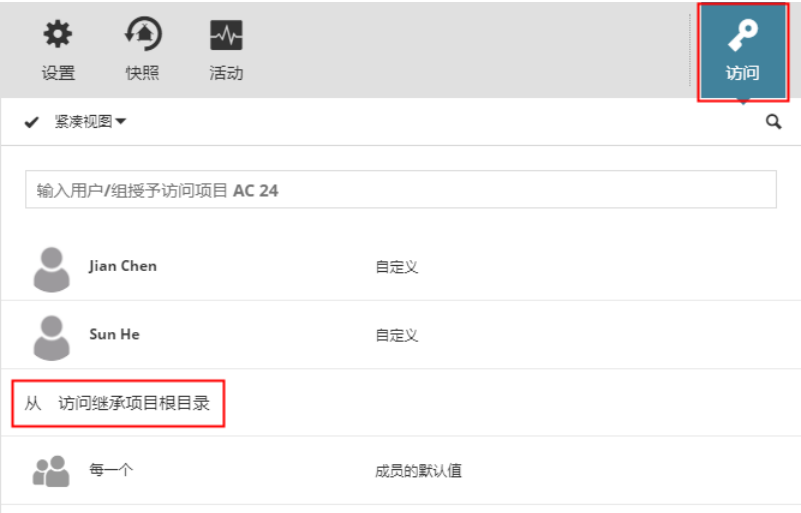 设置 快照 活动 访问
紧凑视图
输入用户/组授予访问项目 AC 24
Jian Chen 自定义
Sun He 自定义
从 访问继承项目根目录
每一个 成员的默认值